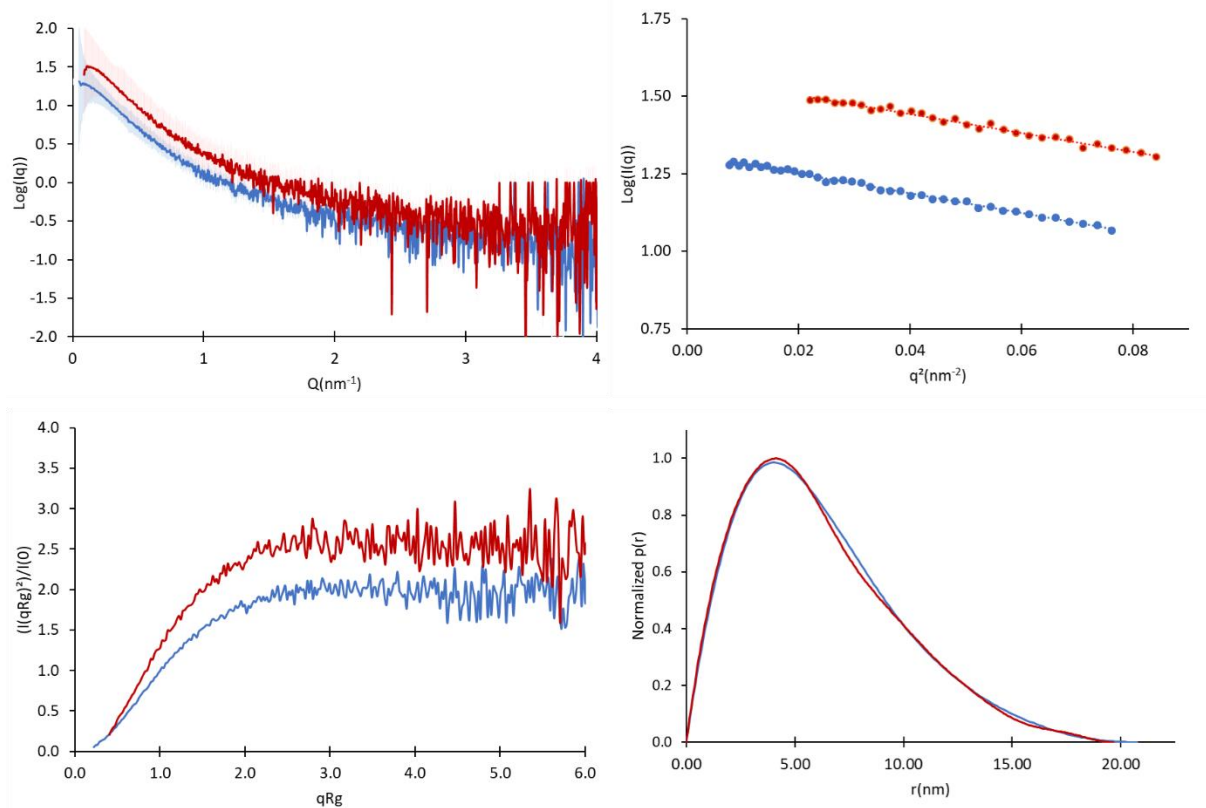 2.0
1.5
1.0
0.5
0.0
-0.5
-1.0
-1.5
-2.0
Log(Iq)
0 1 2 3 4
Q(nm⁻¹)
1.75
1.50
1.25
1.00
0.75
Log(I(q))
0.00 0.02 0.04 0.06 0.08
q²(nm⁻²)
4.0
3.5
3.0
2.5
2.0
1.5
1.0
0.5
0.0
(I(qRg)²)/I(0)
0.0 1.0 2.0 3.0 4.0 5.0 6.0
qRg
1.0
0.8
0.6
0.4
0.2
0.0
Normalized p(r)
0.00 5.00 10.00 15.00 20.00
r(nm)